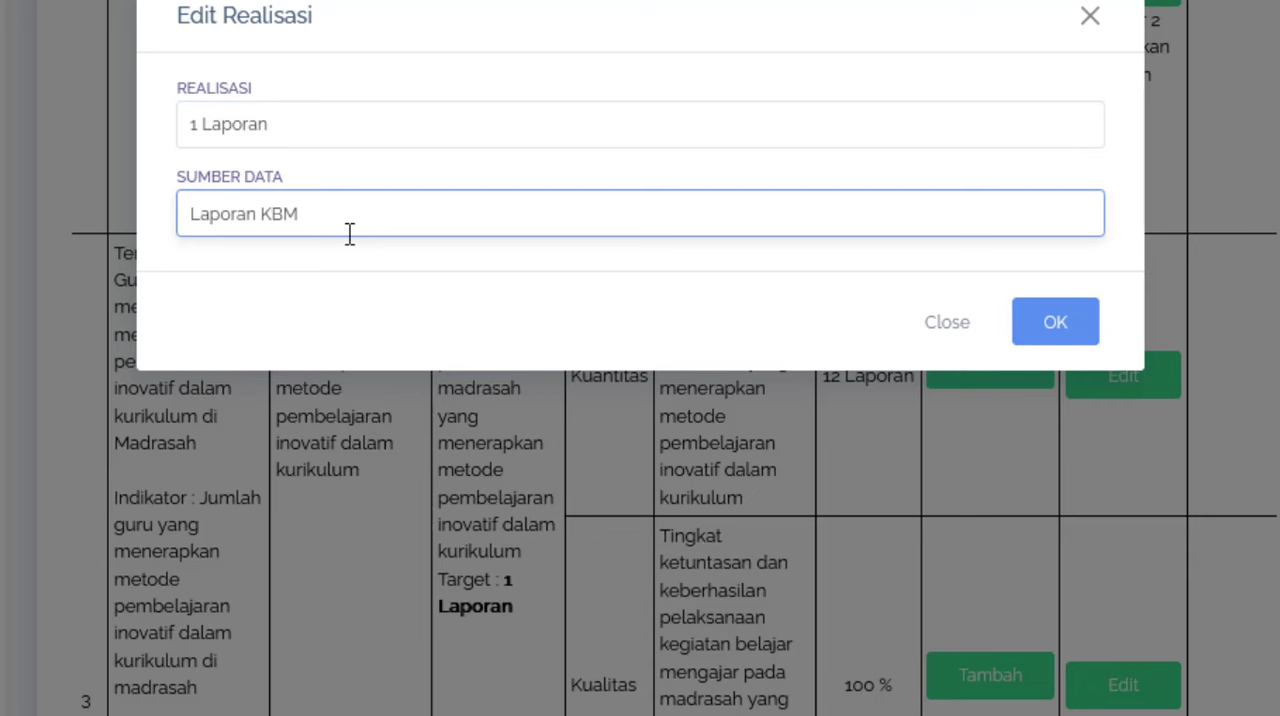 Edit Realisasi
REALISASI
1 Laporan
SUMBER DATA
Laporan KBM
Close
OK
2
inovatif dalam
kurikulum di
Madrasah
Indikator : Jumlah
guru yang
menerapkan
metode
pembelajaran
inovatif dalam
kurikulum di
madrasah
3
metode
pembelajaran
inovatif dalam
kurikulum
madrasah
yang
menerapkan
metode
pembelajaran
inovatif dalam
kurikulum
Target : 1
Laporan
Kuantitas
menerapkan
metode
pembelajaran
inovatif dalam
kurikulum
12 Laporan
Edit
Kualitas
Tingkat
ketuntasan dan
keberhasilan
pelaksanaan
kegiatan belajar
mengajar pada
madrasah yang
100 %
Tambah
Edit